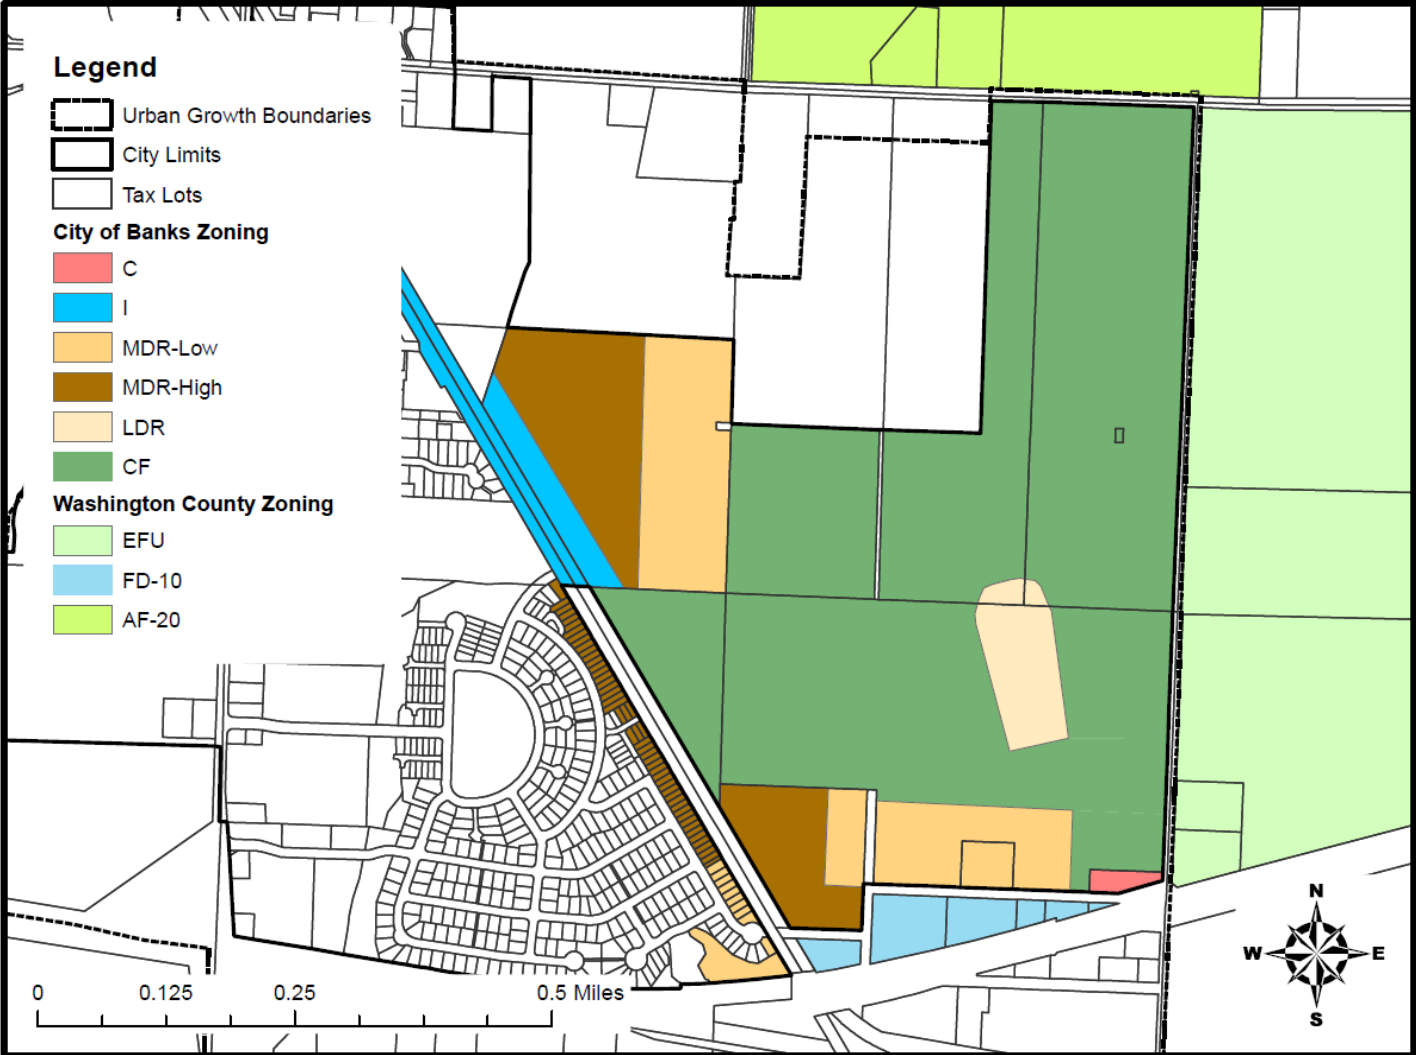 Legend
Urban Growth Boundaries
City Limits
Tax Lots
City of Banks Zoning
C
I
MDR-Low
MDR-High
LDR
CF
Washington County Zoning
EFU
FD-10
AF-20
N
W E
S
0 0.125 0.25 0.5 Miles